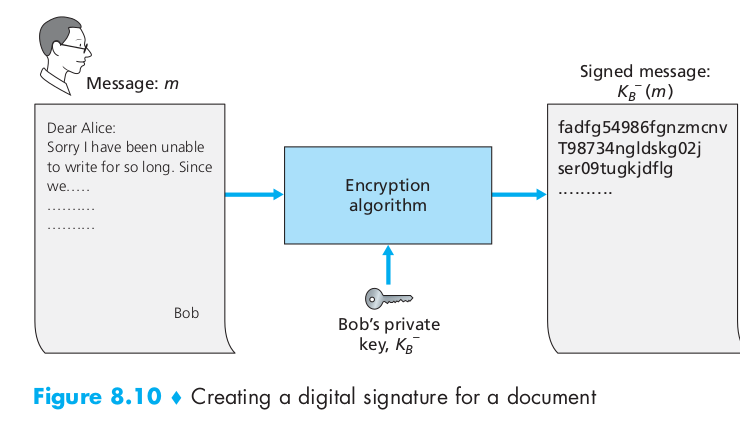 Message: m
Dear Alice:
Sorry I have been unable
to write for so long. Since
we.....
..........
..........
Bob
Encryption
algorithm
Bob’s private
key, K_B^–
Signed message:
K_B^– (m)
fadfg54986fgnzmcnv
T98734ngldskg02j
ser09tugkjdflg
..........
Figure 8.10 ♦ Creating a digital signature for a document